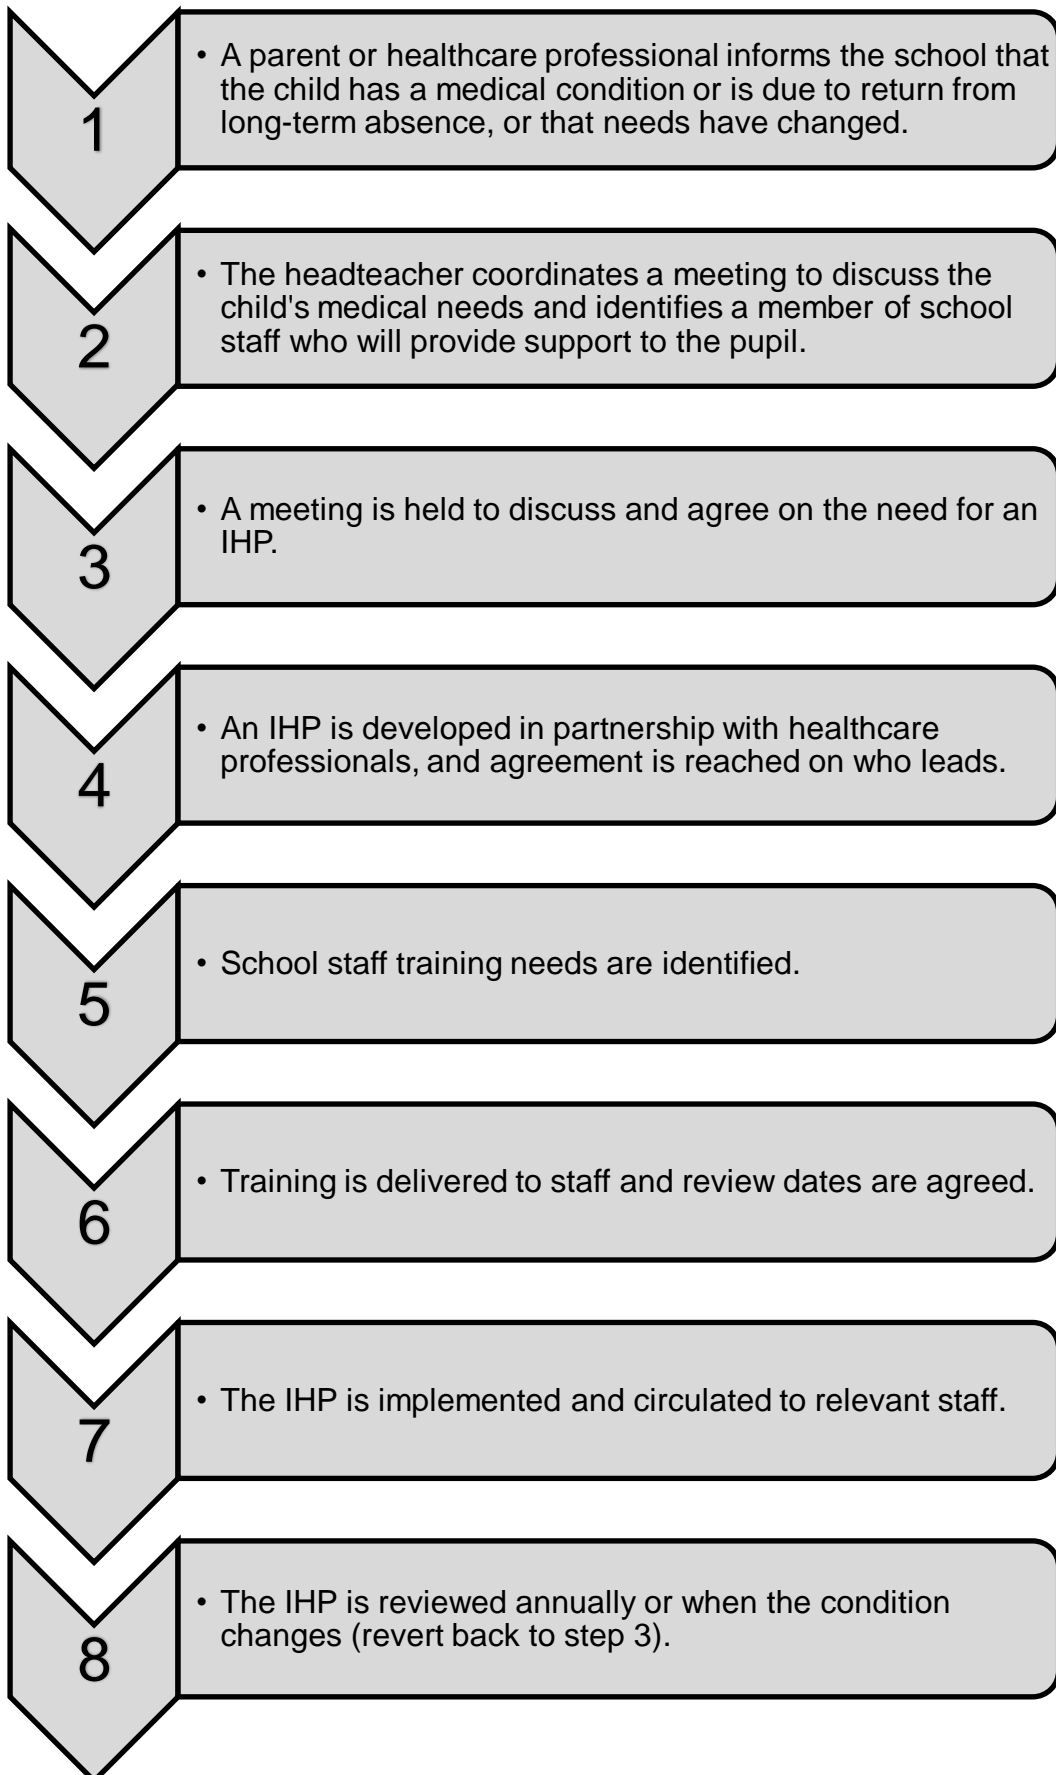 1
• A parent or healthcare professional informs the school that
the child has a medical condition or is due to return from
long-term absence, or that needs have changed.
2
• The headteacher coordinates a meeting to discuss the
child's medical needs and identifies a member of school
staff who will provide support to the pupil.
3
• A meeting is held to discuss and agree on the need for an
IHP.
4
• An IHP is developed in partnership with healthcare
professionals, and agreement is reached on who leads.
5
• School staff training needs are identified.
6
• Training is delivered to staff and review dates are agreed.
7
• The IHP is implemented and circulated to relevant staff.
8
• The IHP is reviewed annually or when the condition
changes (revert back to step 3).